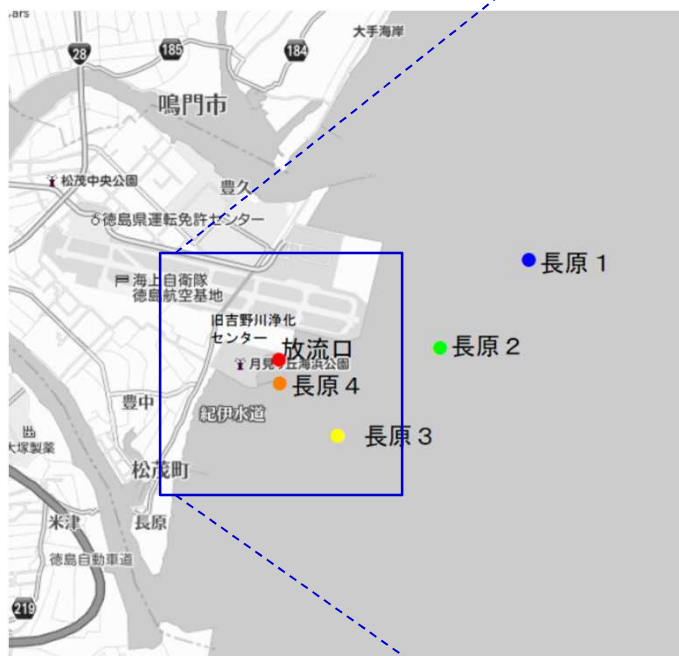 大手海岸
28
185
184
鳴門市
松茂中央公園
豊久
徳島県運転免許センター
長原1
海上自衛隊
徳島航空基地
旧吉野川浄化
センター
放流口
長原2
月見ヶ丘海浜公園
長原4
豊中
紀伊水道
長原3
大塚製薬
松茂町
米津
長原
徳島自動車道
219